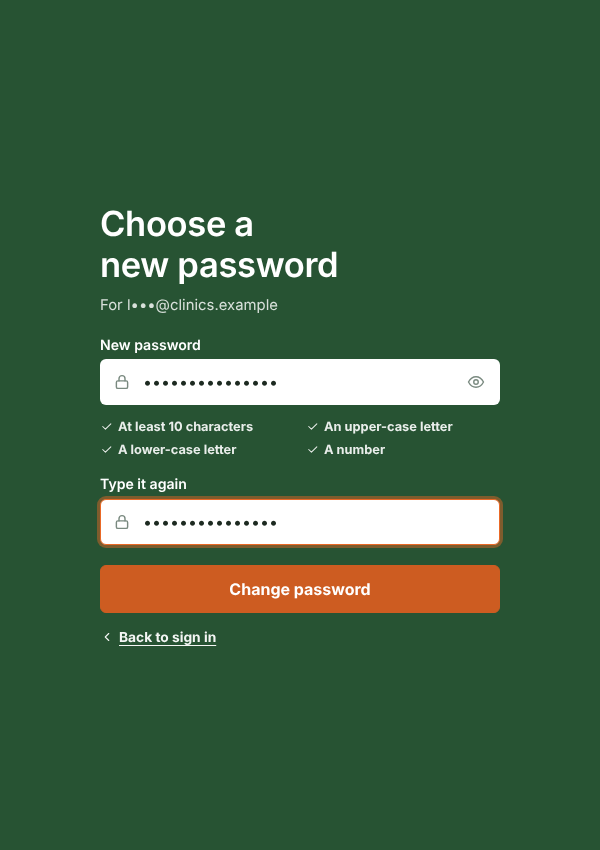 Choose a
new password
For l•••@clinics.example
New password
•••••••••••••••
At least 10 characters
An upper-case letter
A lower-case letter
A number
Type it again
•••••••••••••••
Change password
Back to sign in